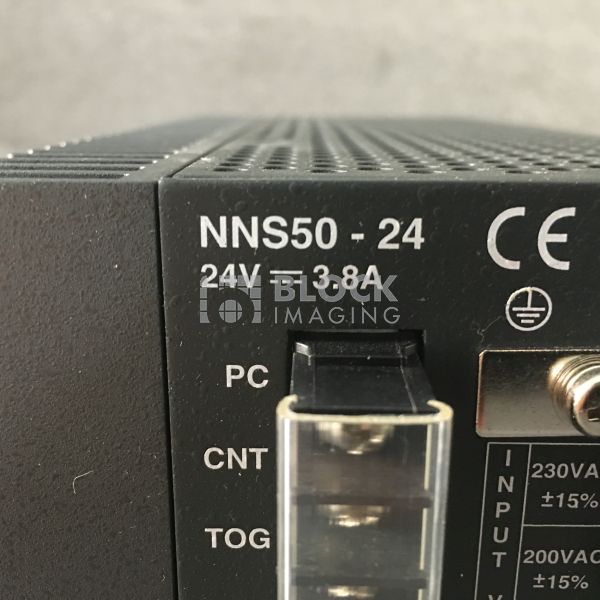 NNS50 - 24
24V 3.8A
BLOCK
IMAGING
CE
PC
CNT
TOG
INPUT V
230VA
±15%
200VAC
±15%